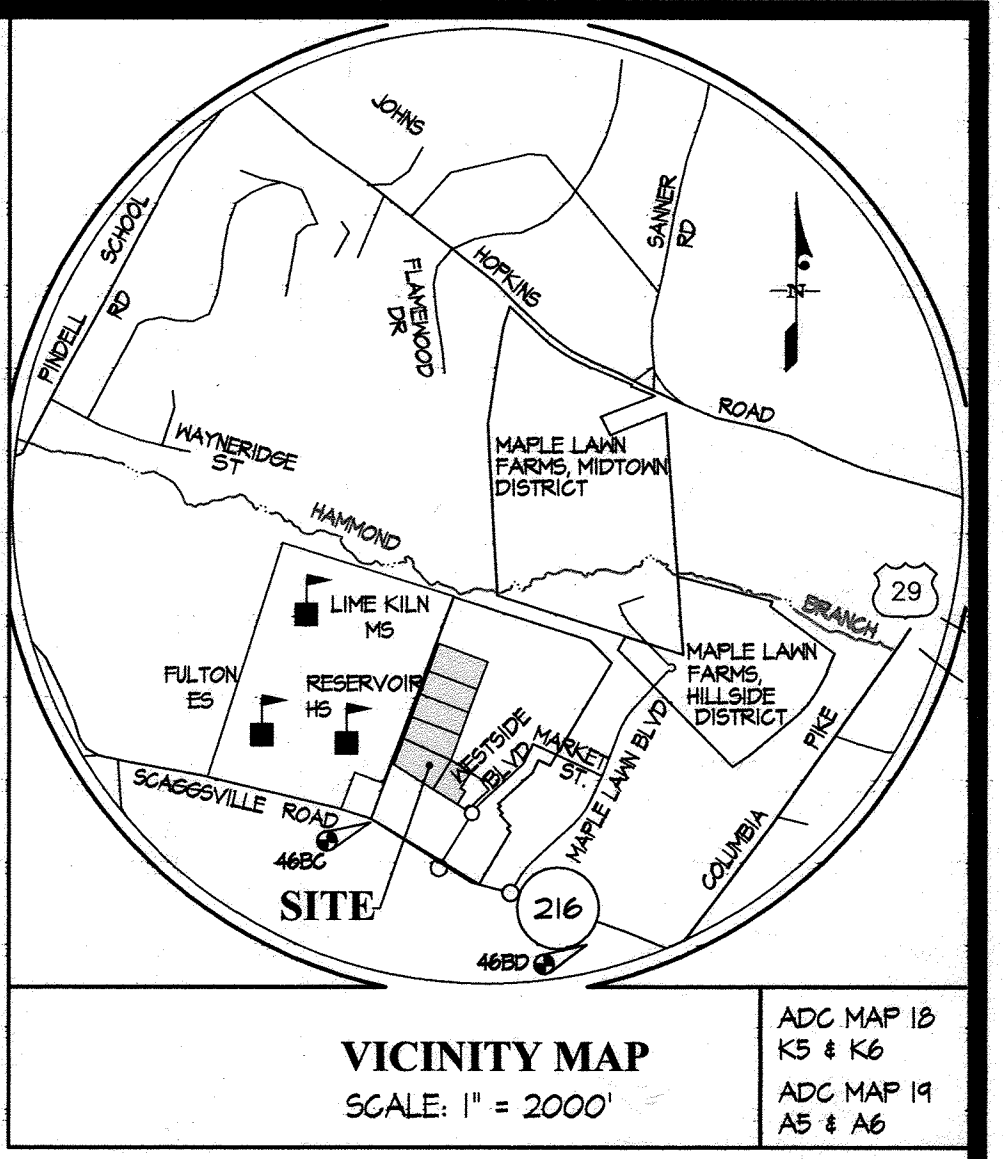 JOHNS
HOPKINS
ROAD
SANNER
RD
PINDELL SCHOOL
RD
FLAMEWOOD
DR
N
WAYNERIDGE
ST
MAPLE LAWN
FARMS, MIDTOWN
DISTRICT
HAMMOND
BRANCH
29
LIME KILN
MS
FULTON
ES
RESERVOIR
HS
MAPLE LAWN
FARMS,
HILLSIDE
DISTRICT
WESTSIDE
BLVD
MARKET
ST.
MAPLE LAWN BLVD
COLUMBIA PIKE
SCAGGSVILLE ROAD
46BC
SITE
216
46BD
VICINITY MAP
SCALE: 1" = 2000'
ADC MAP 18
K5 & K6
ADC MAP 19
A5 & A6